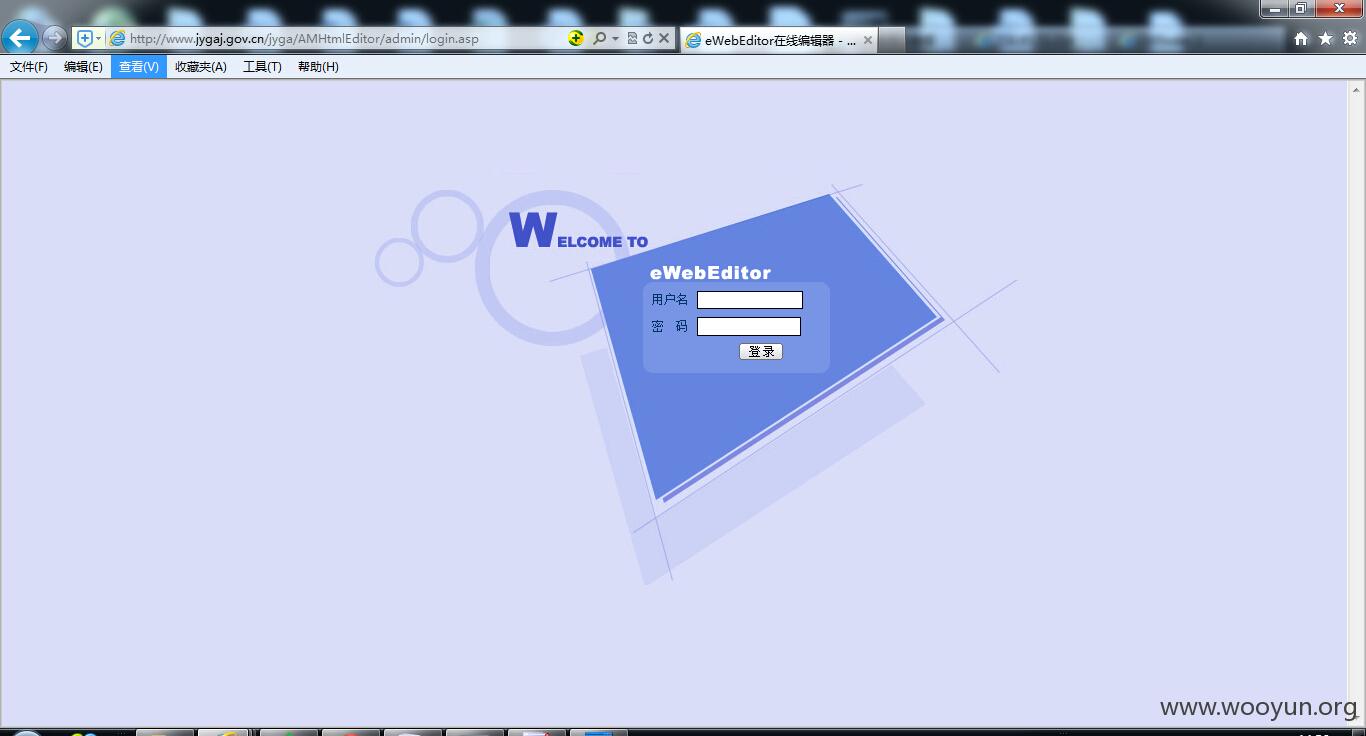 http://www.jygaj.gov.cn/jyga/AMHtmlEditor/admin/login.asp
eWebEditor在线编辑器 - ...
文件(F) 编辑(E) 查看(V) 收藏夹(A) 工具(T) 帮助(H)
WELCOME TO
eWebEditor
用户名
密 码
登录
www.wooyun.org